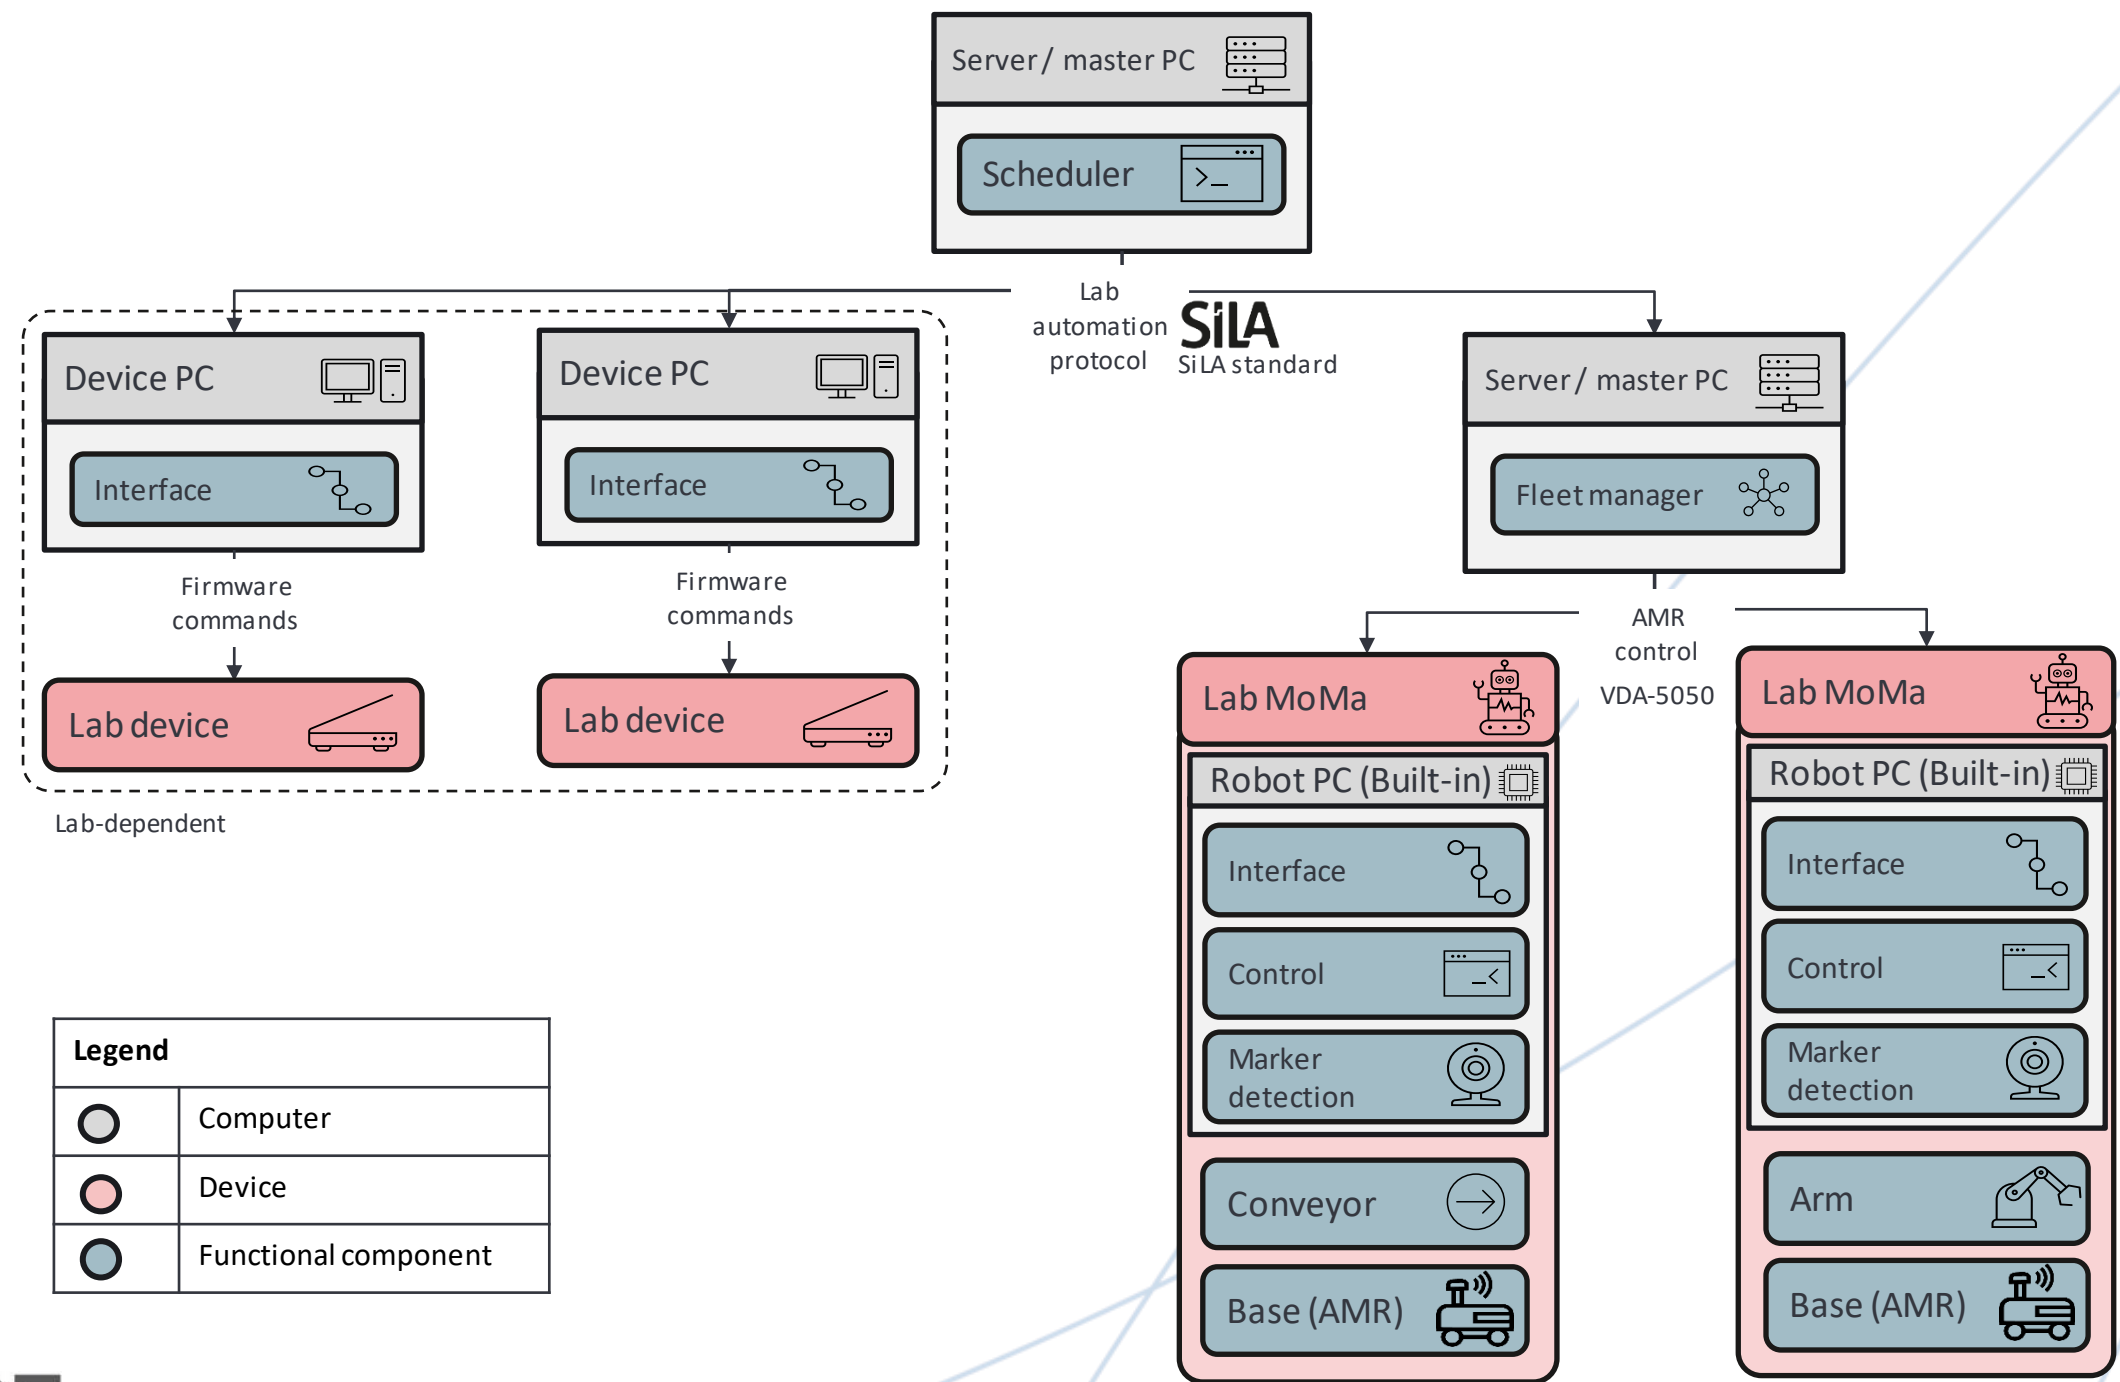 Server / master PC
Scheduler
Lab
automation
protocol
SiLA
SiLA standard
Device PC
Interface
Firmware
commands
Lab device
Device PC
Interface
Firmware
commands
Lab device
Lab-dependent
Server / master PC
Fleet manager
AMR
control
VDA-5050
Lab MoMa
Robot PC (Built-in)
Interface
Control
Marker
detection
Conveyor
Base (AMR)
Lab MoMa
Robot PC (Built-in)
Interface
Control
Marker
detection
Arm
Base (AMR)
Legend
Computer
Device
Functional component